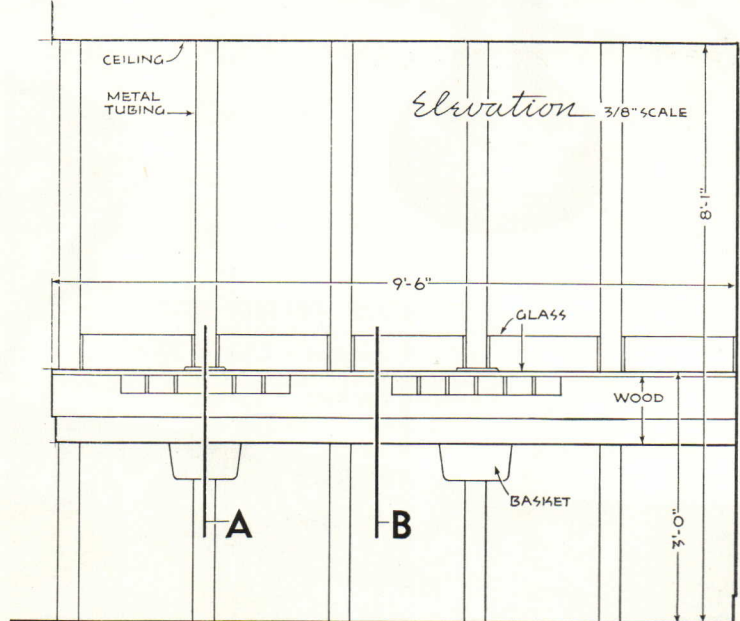 CEILING
METAL
TUBING
Elevation 3/8" SCALE
8'-1"
9'-6"
GLASS
WOOD
BASKET
3'-0"
A
B